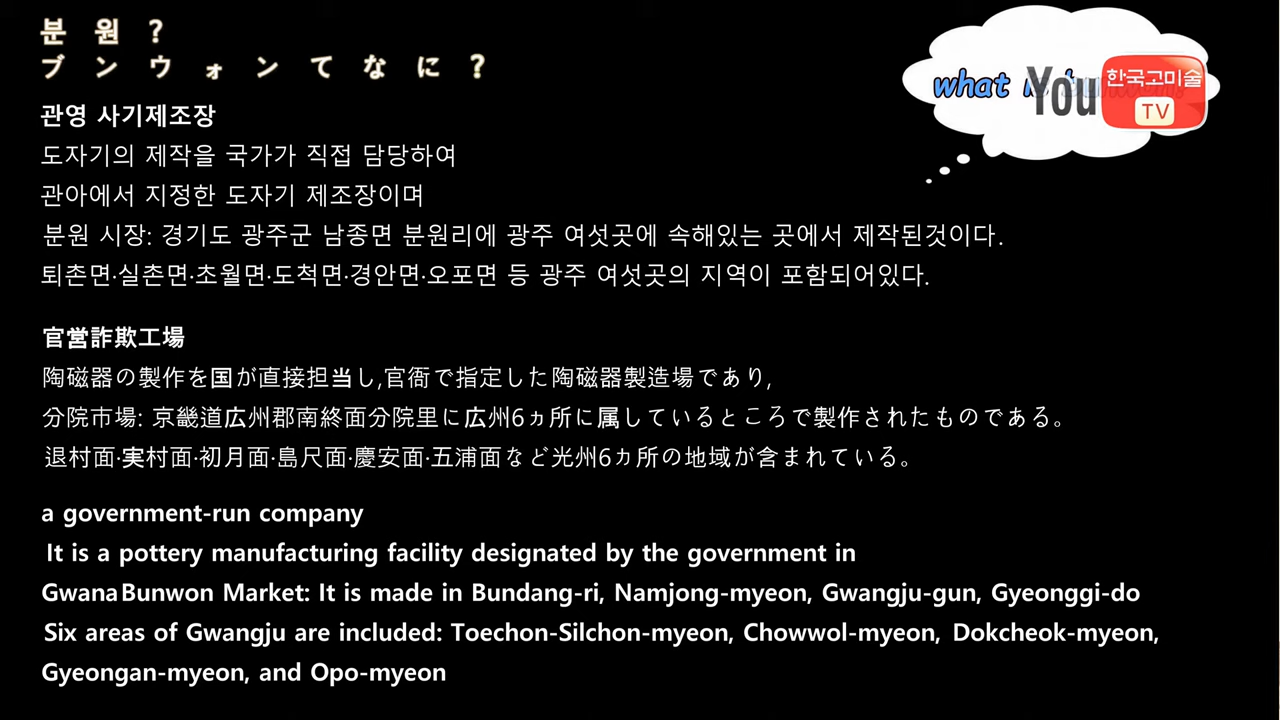 분 원 ?
ブ ン ウ ォ ン て な に ?
what is
You
한국고미술
TV
관영 사기제조장
도자기의 제작을 국가가 직접 담당하여
관아에서 지정한 도자기 제조장이며
분원 시장: 경기도 광주군 남종면 분원리에 광주 여섯곳에 속해있는 곳에서 제작된것이다.
퇴촌면·실촌면·초월면·도척면·경안면·오포면 등 광주 여섯곳의 지역이 포함되어있다.
官営詐欺工場
陶磁器の製作を国が直接担当し,官衙で指定した陶磁器製造場であり,
分院市場: 京畿道広州郡南終面分院里に広州6ヵ所に属しているところで製作されたものである。
退村面·実村面·初月面·島尺面·慶安面·五浦面など光州6カ所の地域が含まれている。
a government-run company
It is a pottery manufacturing facility designated by the government in
Gwana Bunwon Market: It is made in Bundang-ri, Namjong-myeon, Gwangju-gun, Gyeonggi-do
Six areas of Gwangju are included: Toechon-Silchon-myeon, Chowwol-myeon, Dokcheok-myeon,
Gyeongan-myeon, and Opo-myeon